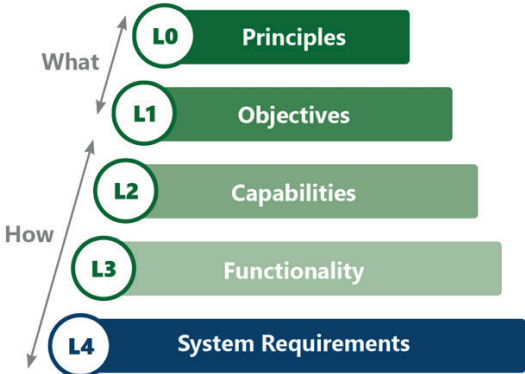 L0 Principles
What
L1 Objectives
L2 Capabilities
How
L3 Functionality
L4 System Requirements